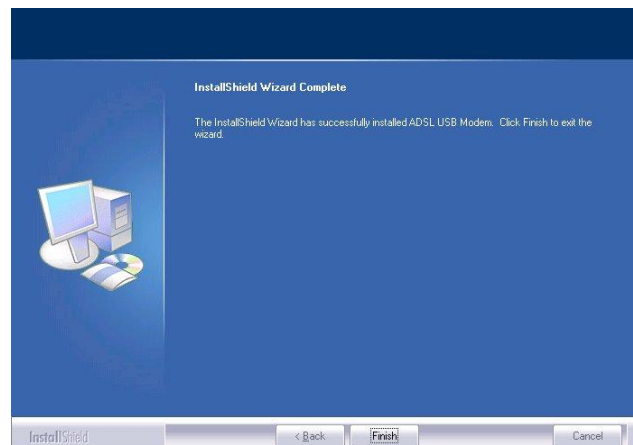 InstallShield Wizard Complete
The InstallShield Wizard has successfully installed ADSL USB Modem. Click Finish to exit the
wizard.
InstallShield
< Back
Finish
Cancel